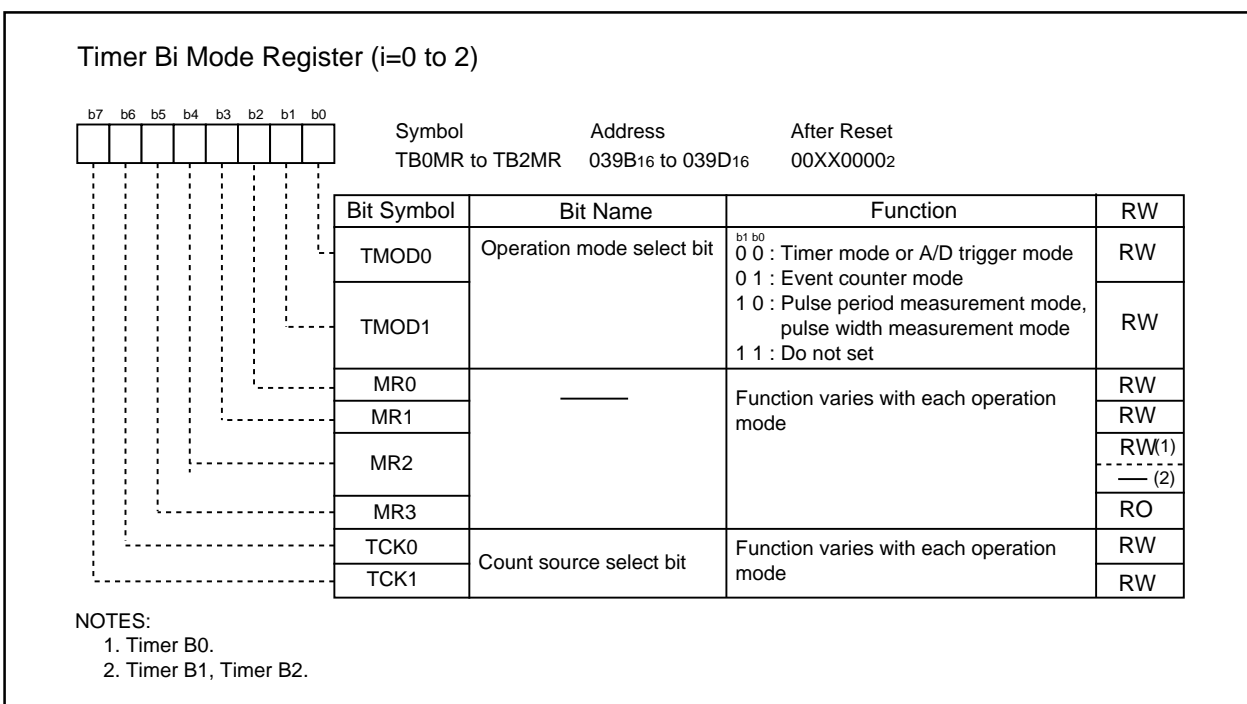 Timer Bi Mode Register (i=0 to 2)
b7 b6 b5 b4 b3 b2 b1 b0
Symbol Address After Reset
TB0MR to TB2MR 039B16 to 039D16 00XX00002
Bit Symbol Bit Name Function RW
TMOD0 Operation mode select bit b1 b0 RW
0 0 : Timer mode or A/D trigger mode
0 1 : Event counter mode
TMOD1 1 0 : Pulse period measurement mode, RW
pulse width measurement mode
1 1 : Do not set
MR0 —— Function varies with each operation RW
MR1 mode RW
MR2 RW(1)
—— (2)
MR3 RO
TCK0 Count source select bit Function varies with each operation RW
TCK1 mode RW
NOTES:
1. Timer B0.
2. Timer B1, Timer B2.